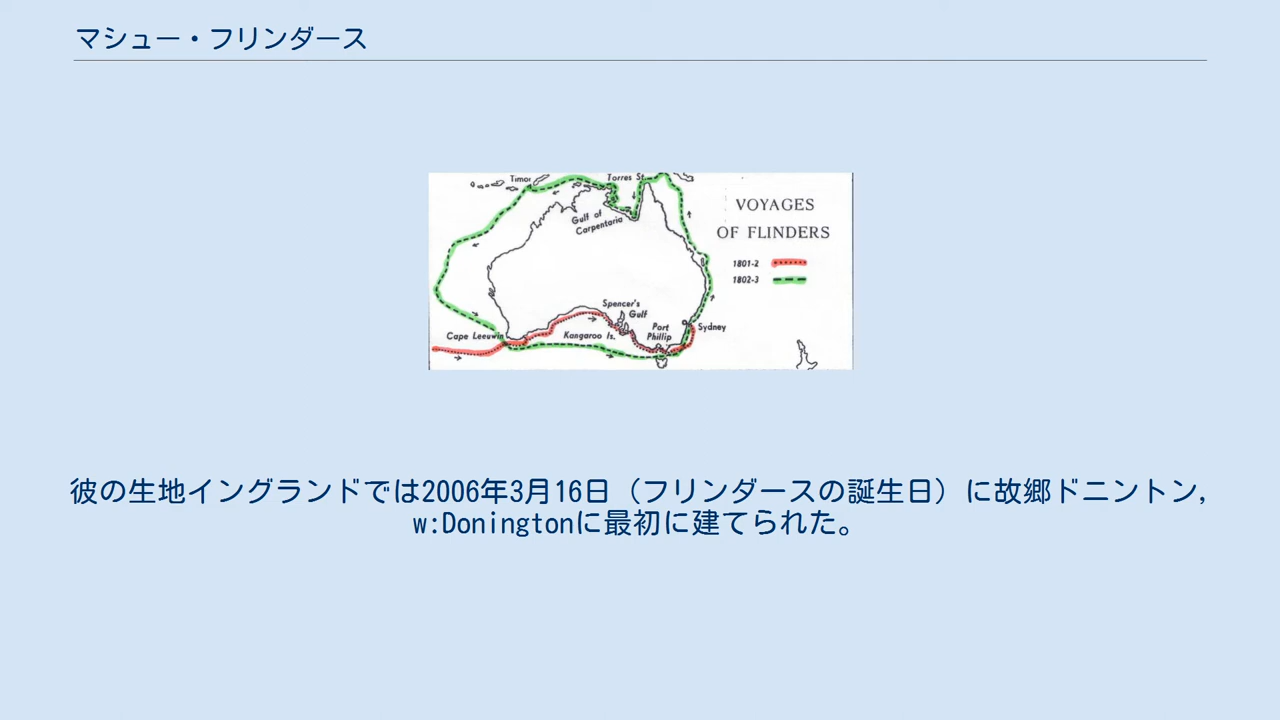 マシュー・フリンダース
Timor
Torres St.
Gulf of
Carpentaria
VOYAGES
OF FLINDERS
1801-2
1802-3
Spencer's
Gulf
Cape Leeuwin
Kangaroo Is.
Port
Phillip
Sydney
彼の生地イングランドでは2006年3月16日（フリンダースの誕生日）に故郷ドニントン,
w:Doningtonに最初に建てられた。